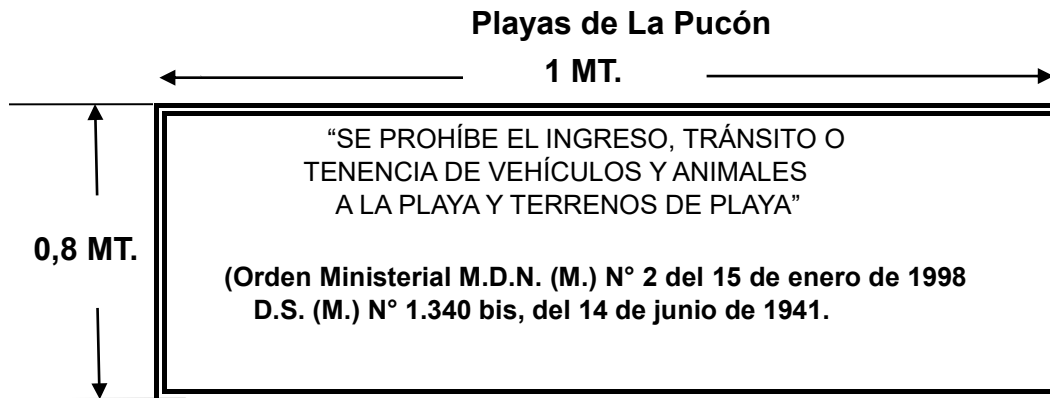 Playas de La Pucón
1 MT.
“SE PROHÍBE EL INGRESO, TRÁNSITO O
TENENCIA DE VEHÍCULOS Y ANIMALES
A LA PLAYA Y TERRENOS DE PLAYA”
0,8 MT.
(Orden Ministerial M.D.N. (M.) N° 2 del 15 de enero de 1998
D.S. (M.) N° 1.340 bis, del 14 de junio de 1941.